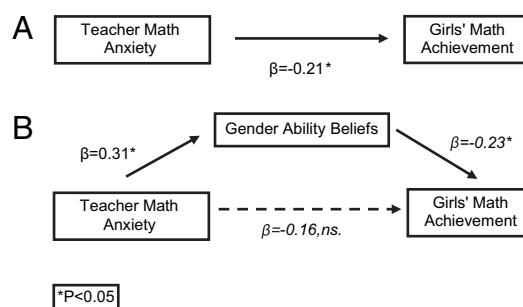 A
Teacher Math
Anxiety
β=-0.21*
Girls' Math
Achievement
B
Gender Ability Beliefs
β=0.31*
β=-0.23*
Teacher Math
Anxiety
β=-0.16,ns.
Girls' Math
Achievement
*P<0.05